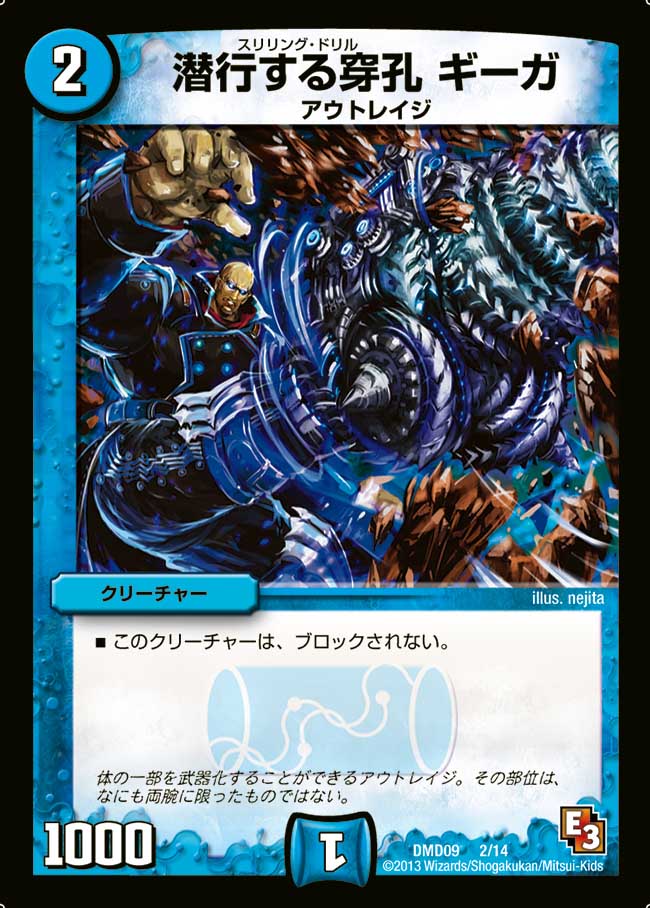 2
スリリング・ドリル
潜行する穿孔 ギーガ
アウトレイジ
クリーチャー
illus. nejita
■ このクリーチャーは、ブロックされない。
体の一部を武器化することができるアウトレイジ。その部位は、
なにも両腕に限ったものではない。
1000
1
DMD09 2/14
E3
©2013 Wizards/Shogakukan/Mitsui-Kids